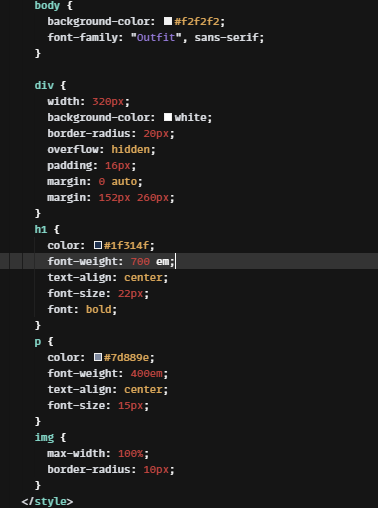 body {
background-color: #f2f2f2;
font-family: "Outfit", sans-serif;
}
div {
width: 320px;
background-color: white;
border-radius: 20px;
overflow: hidden;
padding: 16px;
margin: 0 auto;
margin: 152px 260px;
}
h1 {
color: #1f314f;
font-weight: 700 em;
text-align: center;
font-size: 22px;
font: bold;
}
p {
color: #7d889e;
font-weight: 400em;
text-align: center;
font-size: 15px;
}
img {
max-width: 100%;
border-radius: 10px;
}
</style>